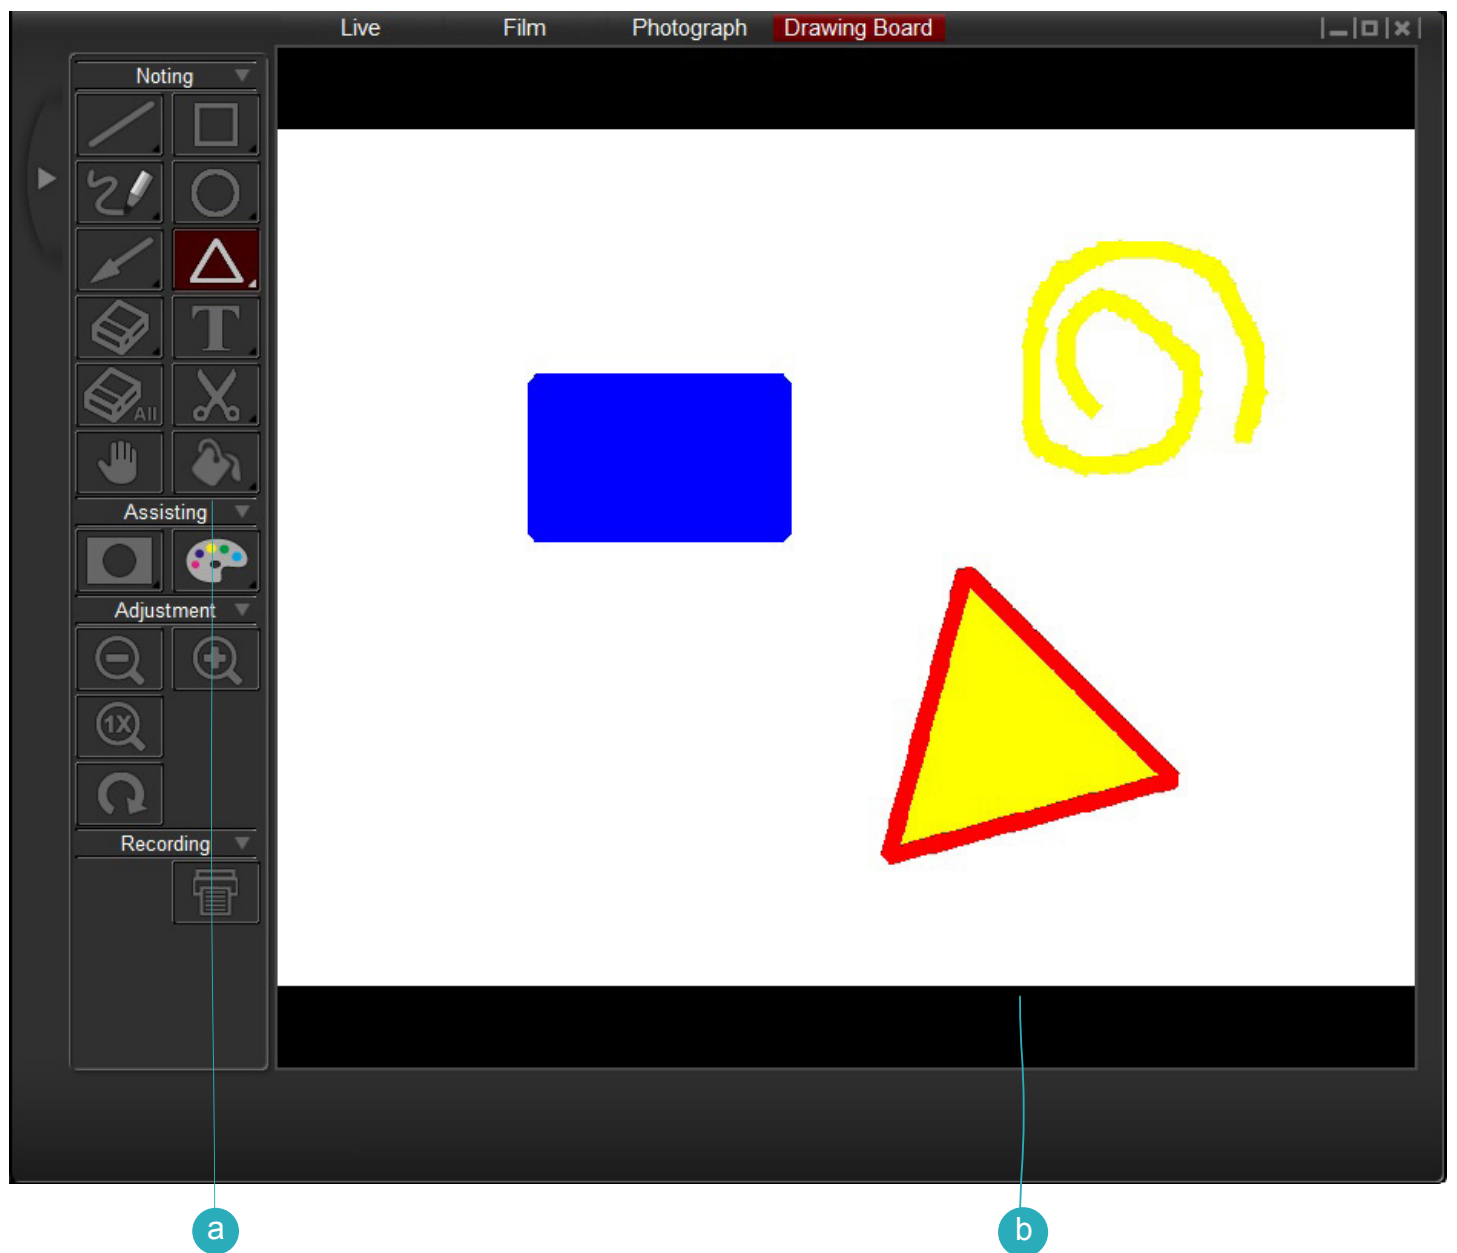 Live Film Photograph Drawing Board
Noting
T
All
Assisting
Adjustment
1X
Recording
a b